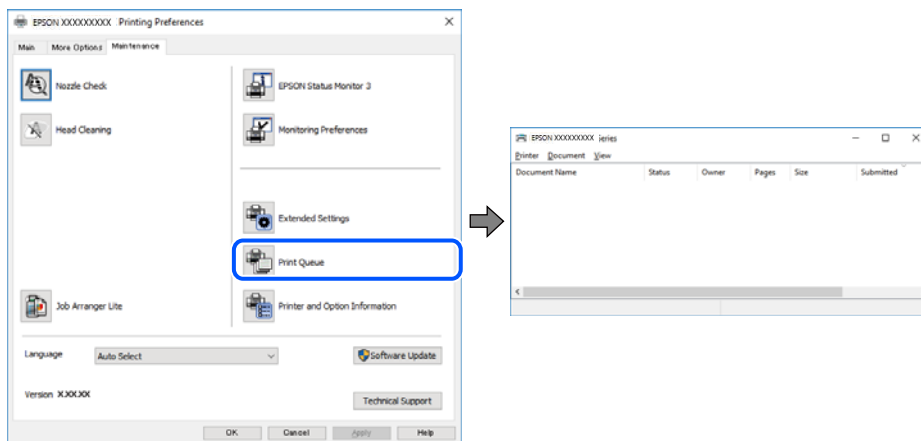 EPSON XXXXXXXXX Printing Preferences
Main More Options Maintenance
Nozzle Check
Head Cleaning
Job Arranger Lite
EPSON Status Monitor 3
Monitoring Preferences
Extended Settings
Print Queue
Printer and Option Information
Language Auto Select Software Update
Version X.XX.XX
Technical Support
OK Cancel Apply Help
EPSON XXXXXXXXXX ieries
Printer Document View
Document Name Status Owner Pages Size Submitted